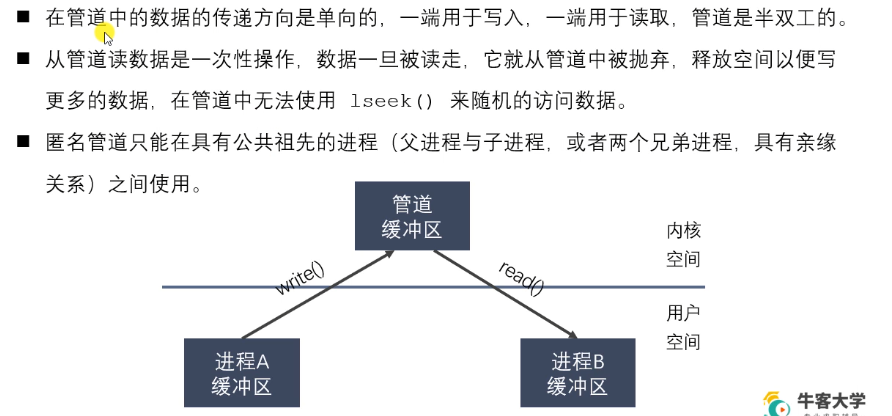 ■ 在管道中的数据的传递方向是单向的，一端用于写入，一端用于读取，管道是半双工的。
■ 从管道读数据是一次性操作，数据一旦被读走，它就从管道中被抛弃，释放空间以便写
更多的数据，在管道中无法使用 lseek() 来随机的访问数据。
■ 匿名管道只能在具有公共祖先的进程（父进程与子进程，或者两个兄弟进程，具有亲缘
关系）之间使用。
管道
缓冲区
内核
空间
write()
read()
用户
空间
进程A
缓冲区
进程B
缓冲区
牛客大学